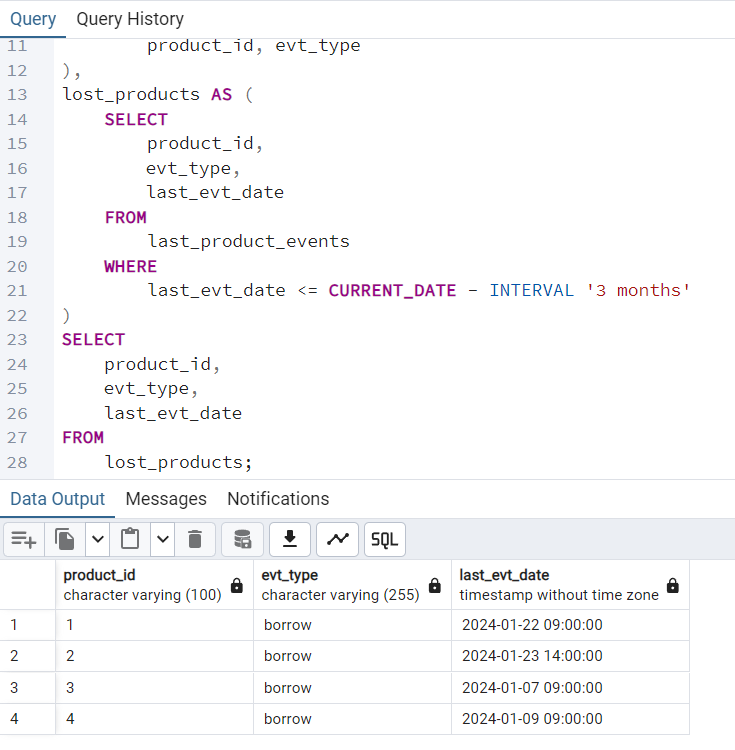 Query Query History
11 product_id, evt_type
12 ),
13 lost_products AS (
14 SELECT
15 product_id,
16 evt_type,
17 last_evt_date
18 FROM
19 last_product_events
20 WHERE
21 last_evt_date <= CURRENT_DATE - INTERVAL '3 months'
22 )
23 SELECT
24 product_id,
25 evt_type,
26 last_evt_date
27 FROM
28 lost_products;
Data Output Messages Notifications
SQL
product_id evt_type last_evt_date
character varying (100) character varying (255) timestamp without time zone
1 1 borrow 2024-01-22 09:00:00
2 2 borrow 2024-01-23 14:00:00
3 3 borrow 2024-01-07 09:00:00
4 4 borrow 2024-01-09 09:00:00